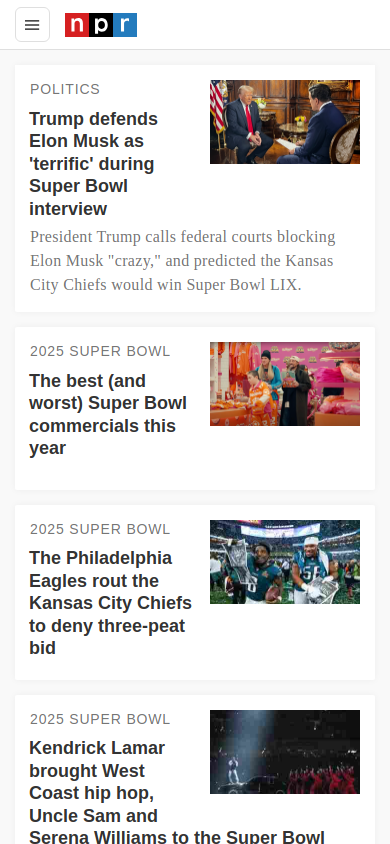 npr
POLITICS
Trump defends
Elon Musk as
'terrific' during
Super Bowl
interview
President Trump calls federal courts blocking
Elon Musk "crazy," and predicted the Kansas
City Chiefs would win Super Bowl LIX.
2025 SUPER BOWL
The best (and
worst) Super Bowl
commercials this
year
2025 SUPER BOWL
The Philadelphia
Eagles rout the
Kansas City Chiefs
to deny three-peat
bid
2025 SUPER BOWL
Kendrick Lamar
brought West
Coast hip hop,
Uncle Sam and
Serena Williams to the Super Bowl